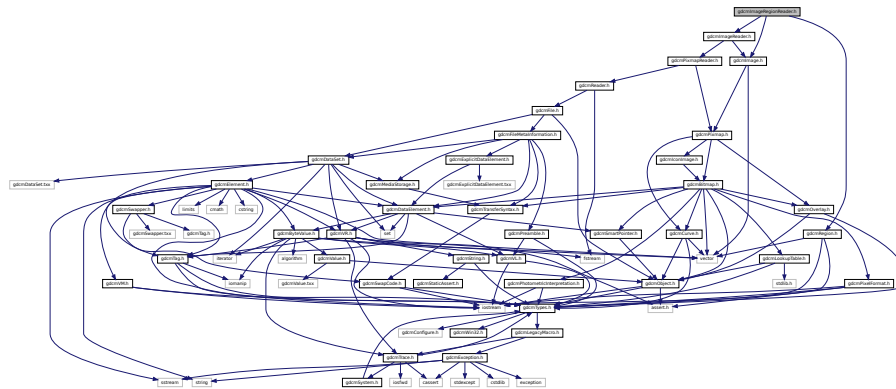 gdcmImageRegionReader.h
gdcmImageReader.h
gdcmPixmapReader.h
gdcmImage.h
gdcmReader.h
gdcmFile.h
gdcmFileMetaInformation.h
gdcmPixmap.h
gdcmDataSet.h
gdcmExplicitDataElement.h
gdcmIconImage.h
gdcmDataSet.txx
gdcmElement.h
gdcmMediaStorage.h
gdcmExplicitDataElement.txx
gdcmBitmap.h
gdcmSwapper.h
limits
cmath
cstring
gdcmDataElement.h
gdcmTransferSyntax.h
gdcmOverlay.h
gdcmSwapper.txx
gdcmTag.h
gdcmByteValue.h
gdcmVR.h
set
gdcmPreamble.h
gdcmSmartPointer.h
gdcmCurve.h
gdcmRegion.h
gdcmTag.h
iterator
algorithm
gdcmValue.h
gdcmString.h
gdcmVL.h
fstream
vector
gdcmLookupTable.h
gdcmVM.h
iomanip
gdcmValue.txx
gdcmSwapCode.h
gdcmStaticAssert.h
gdcmPhotometricInterpretation.h
gdcmObject.h
stdlib.h
gdcmPixelFormat.h
iostream
gdcmTypes.h
assert.h
gdcmConfigure.h
gdcmWin32.h
gdcmLegacyMacro.h
gdcmTrace.h
gdcmException.h
sstream
string
gdcmSystem.h
iosfwd
cassert
stdexcept
cstdlib
exception